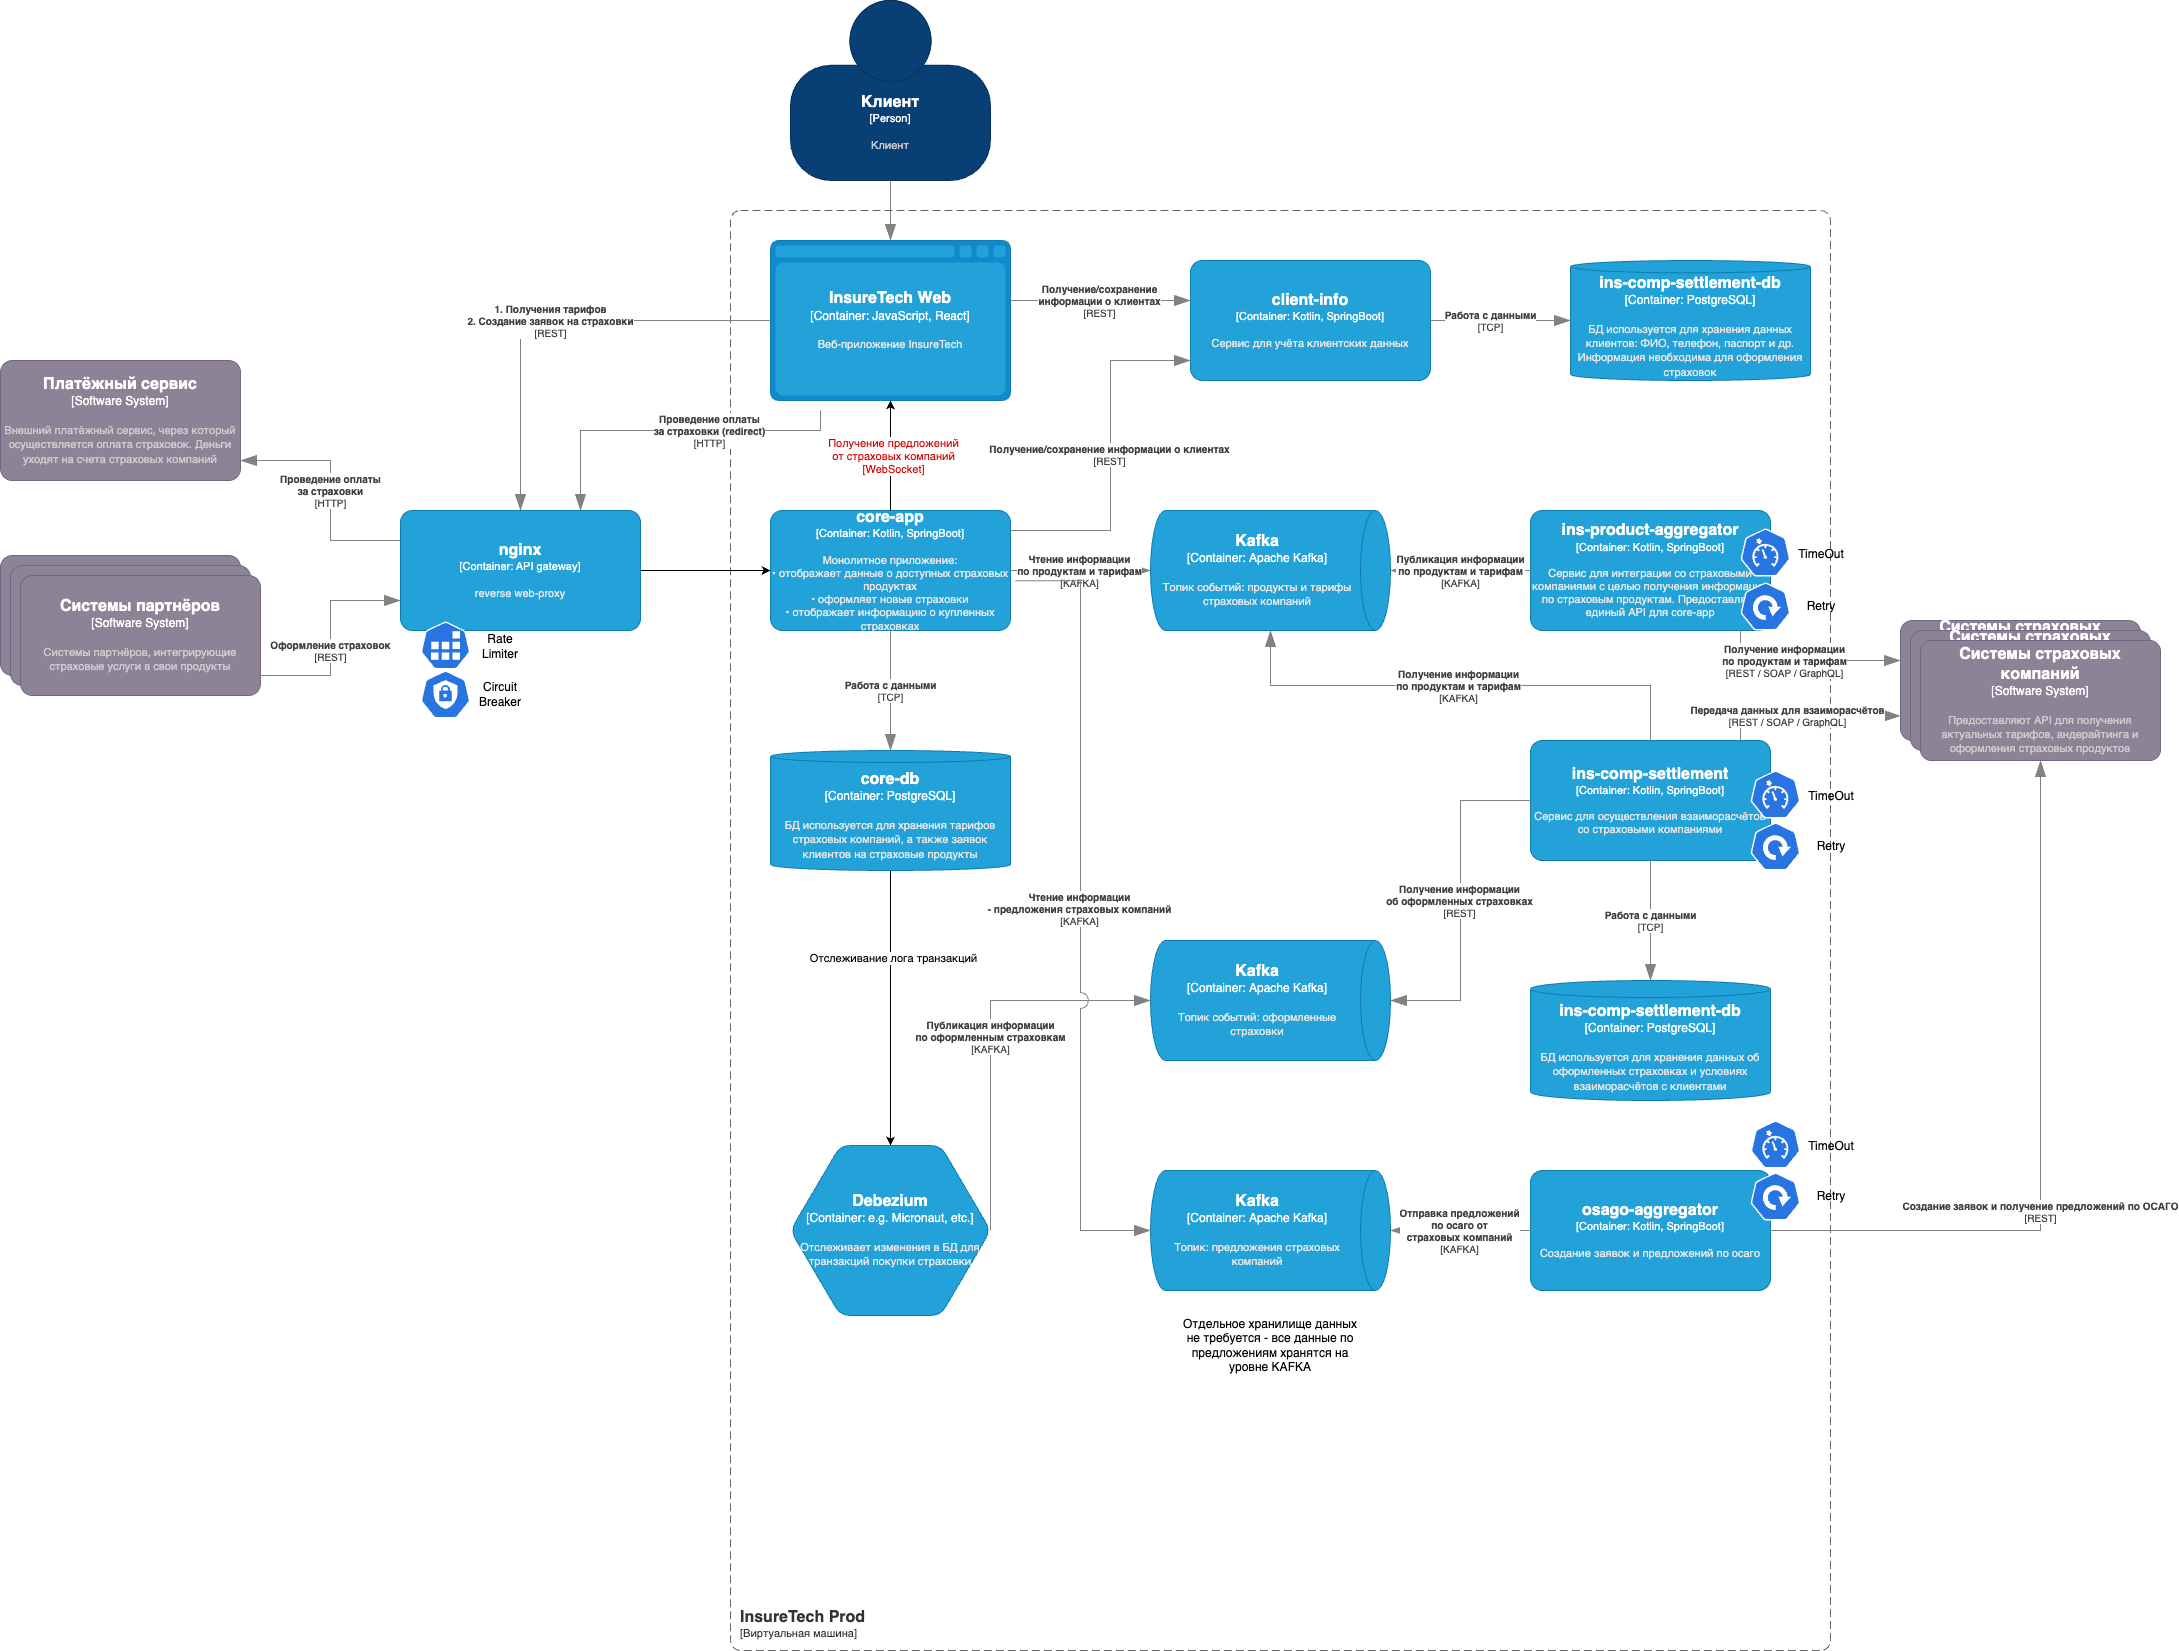 Клиент
[Person]
Клиент
InsureTech Web
[Container: JavaScript, React]
Веб-приложение InsureTech
Получение/сохранение
информации о клиентах
[REST]
client-info
[Container: Kotlin, SpringBoot]
Сервис для учёта клиентских данных
Работа с данными
[TCP]
ins-comp-settlement-db
[Container: PostgreSQL]
БД используется для хранения данных
клиентов: ФИО, телефон, паспорт и др.
Информация необходима для оформления
страховок
1. Получения тарифов
2. Создание заявок на страховки
[REST]
Платёжный сервис
[Software System]
Внешний платёжный сервис, через который
осуществляется оплата страховок. Деньги
уходят на счета страховых компаний
Проведение оплаты
за страховки (redirect)
[HTTP]
Получение предложений
от страховых компаний
[WebSocket]
Получение/сохранение информации о клиентах
[REST]
Проведение оплаты
за страховки
[HTTP]
nginx
[Container: API gateway]
reverse web-proxy
Rate
Limiter
Circuit
Breaker
Системы партнёров
[Software System]
Системы партнёров, интегрирующие
страховые услуги в свои продукты
Оформление страховок
[REST]
core-app
[Container: Kotlin, SpringBoot]
Монолитное приложение:
• отображает данные о доступных страховых
продуктах
• оформляет новые страховки
• отображает информацию о купленных
страховках
Чтение информации
по продуктам и тарифам
[KAFKA]
Kafka
[Container: Apache Kafka]
Топик событий: продукты и тарифы
страховых компаний
Публикация информации
по продуктам и тарифам
[KAFKA]
ins-product-aggregator
[Container: Kotlin, SpringBoot]
Сервис для интеграции со страховыми
компаниями с целью получения информаци
по страховым продуктам. Предоставля
единый API для core-app
TimeOut
Retry
Получение информации
по продуктам и тарифам
[REST / SOAP / GraphQL]
Системы страховых
Системы страховых
Системы страховых
компаний
[Software System]
Предоставляют API для получения
актуальных тарифов, андерайтинга и
оформления страховых продуктов
Работа с данными
[TCP]
Получение информации
по продуктам и тарифам
[KAFKA]
Передача данных для взаиморасчётов
[REST / SOAP / GraphQL]
core-db
[Container: PostgreSQL]
БД используется для хранения тарифов
страховых компаний, а также заявок
клиентов на страховые продукты
ins-comp-settlement
[Container: Kotlin, SpringBoot]
Сервис для осуществления взаиморасчётов
со страховыми компаниями
TimeOut
Retry
Чтение информации
- предложения страховых компаний
[KAFKA]
Получение информации
об оформленных страховках
[REST]
Работа с данными
[TCP]
Отслеживание лога транзакций
Публикация информации
по оформленным страховкам
[KAFKA]
Kafka
[Container: Apache Kafka]
Топик событий: оформленные
страховки
ins-comp-settlement-db
[Container: PostgreSQL]
БД используется для хранения данных об
оформленных страховках и условиях
взаиморасчётов с клиентами
Debezium
[Container: e.g. Micronaut, etc.]
Отслеживает изменения в БД для
транзакций покупки страховки
Kafka
[Container: Apache Kafka]
Топик: предложения страховых
компаний
Отправка предложений
по осаго от
страховых компаний
[KAFKA]
osago-aggregator
[Container: Kotlin, SpringBoot]
Создание заявок и предложений по осаго
TimeOut
Retry
Создание заявок и получение предложений по ОСАГО
[REST]
Отдельное хранилище данных
не требуется - все данные по
предложениям хранятся на
уровне KAFKA
InsureTech Prod
[Виртуальная машина]